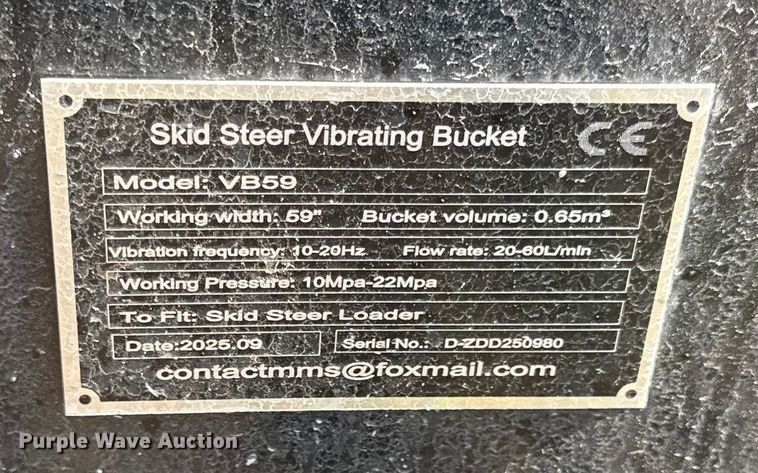 Skid Steer Vibrating Bucket CE
Model: VB59
Working width: 59" Bucket volume: 0.65m³
Vibration frequency: 10-20Hz Flow rate: 20-60L/min
Working Pressure: 10Mpa-22Mpa
To Fit: Skid Steer Loader
Date:2025.09 Serial No.: D-ZDD250980
contactmms@foxmail.com
Purple Wave Auction